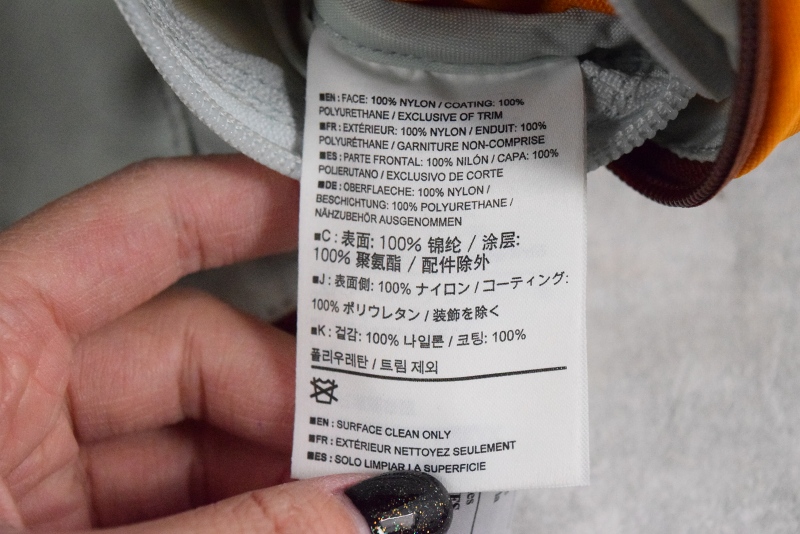 ■EN : FACE: 100% NYLON / COATING: 100%
POLYURETHANE / EXCLUSIVE OF TRIM
■FR : EXTÉRIEUR: 100% NYLON / ENDUIT: 100%
POLYURÉTHANE / GARNITURE NON-COMPRISE
■ES : PARTE FRONTAL: 100% NILÓN / CAPA: 100%
POLIERUTANO / EXCLUSIVO DE CORTE
■DE : OBERFLAECHE: 100% NYLON /
BESCHICHTUNG: 100% POLYURETHANE /
NÄHZUBEHÖR AUSGENOMMEN
■C : 表面: 100% 锦纶 / 涂层:
100% 聚氨酯 / 配件除外
■J : 表面側: 100% ナイロン / コーティング:
100% ポリウレタン / 装飾を除く
■K : 겉감: 100% 나일론 / 코팅: 100%
폴리우레탄 / 트림 제외
■EN : SURFACE CLEAN ONLY
■FR : EXTÉRIEUR NETTOYEZ SEULEMENT
■ES : SOLO LIMPIAR LA SUPERFICIE